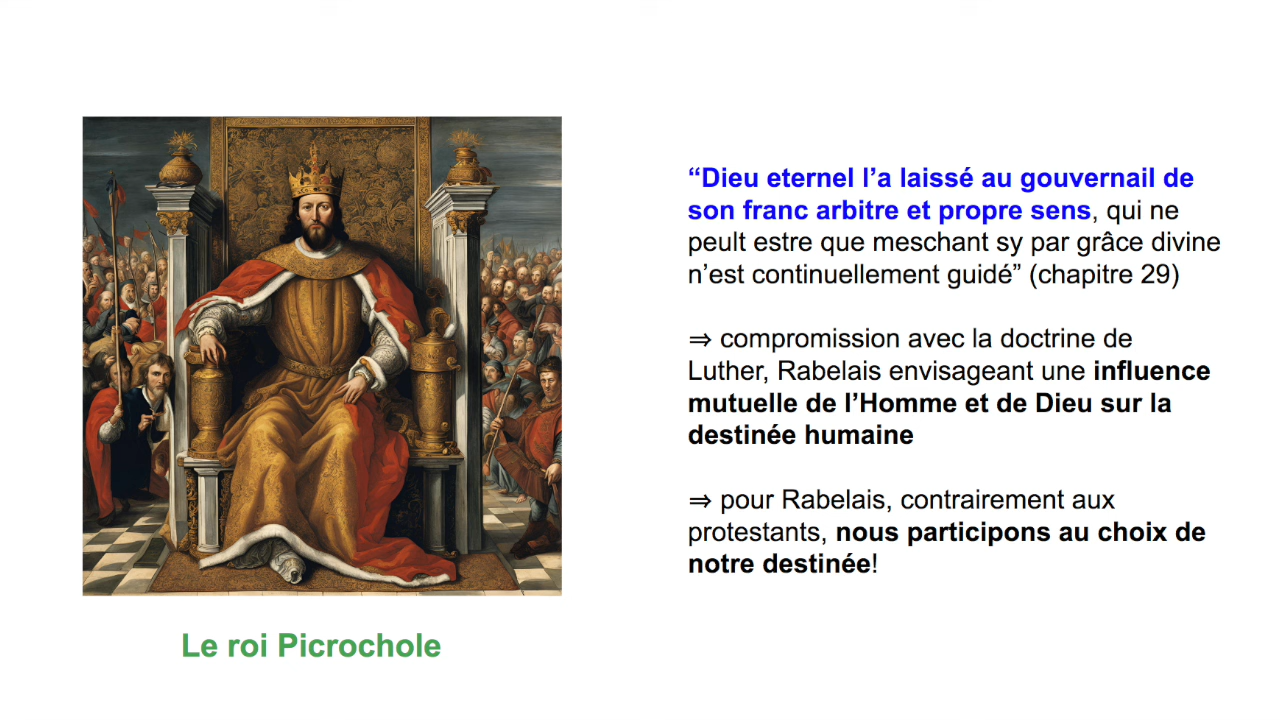 “Dieu eternel l’a laissé au gouvernail de
son franc arbitre et propre sens, qui ne
peult estre que meschant sy par grâce divine
n’est continuellement guidé” (chapitre 29)
⇒ compromission avec la doctrine de
Luther, Rabelais envisageant une influence
mutuelle de l’Homme et de Dieu sur la
destinée humaine
⇒ pour Rabelais, contrairement aux
protestants, nous participons au choix de
notre destinée!
Le roi Picrochole